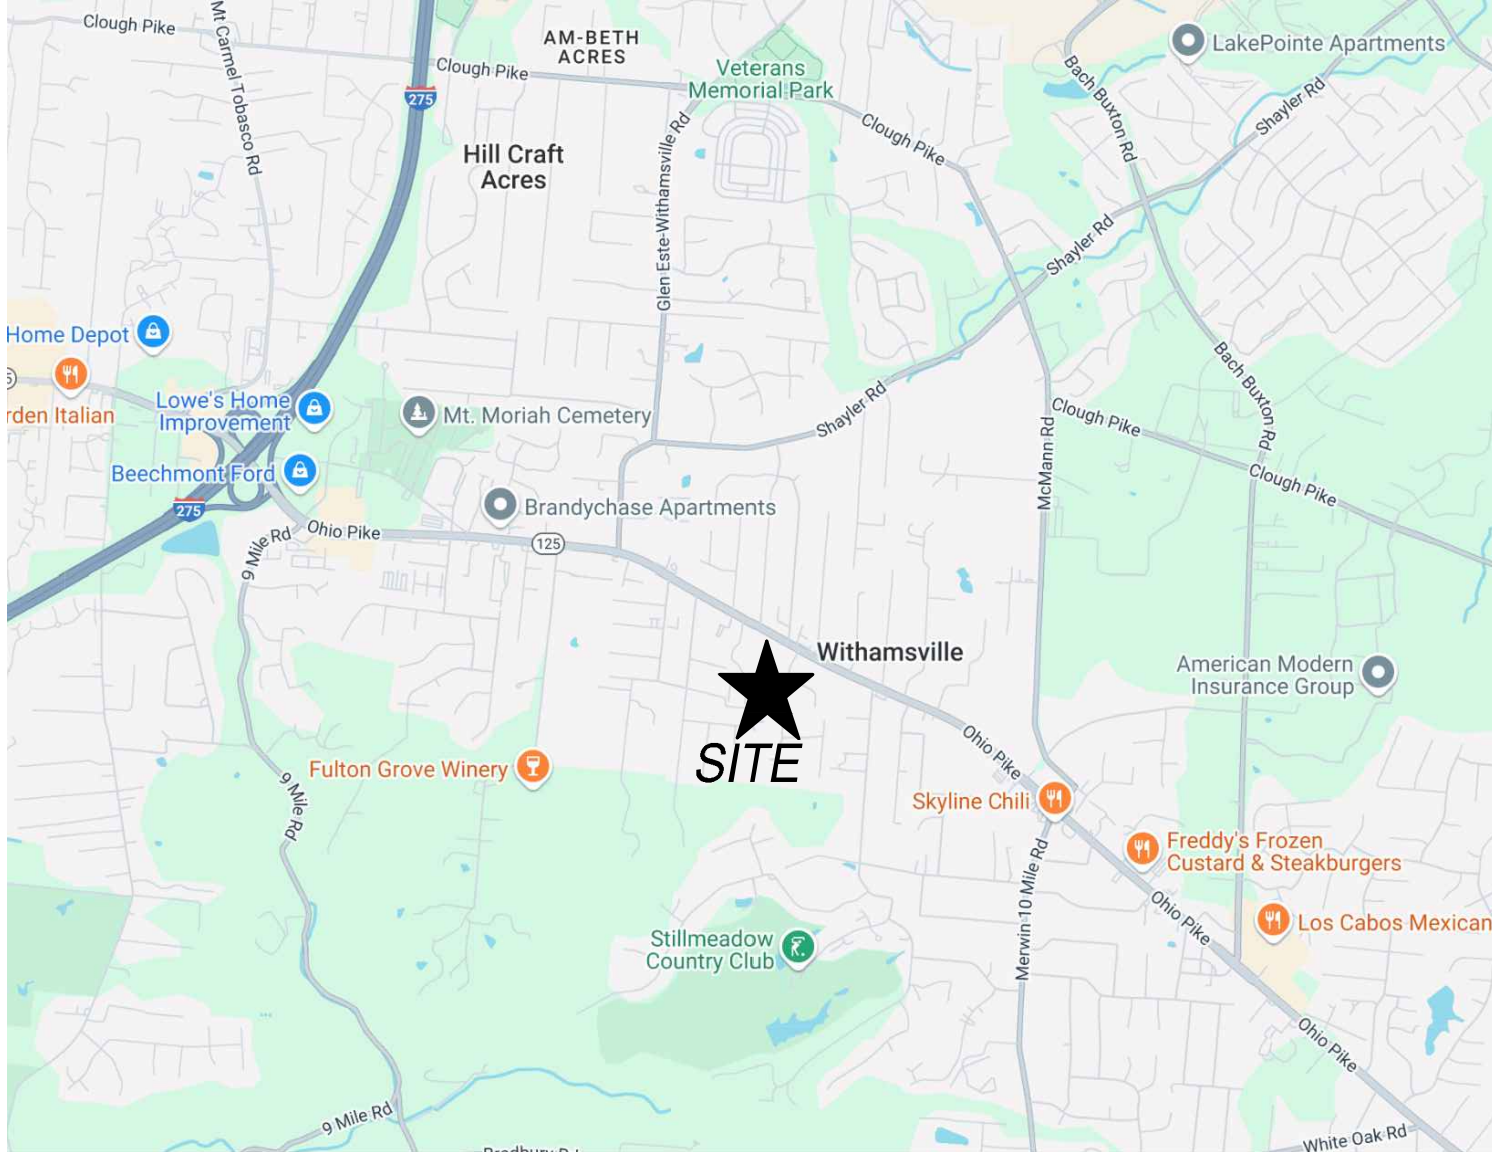 Clough Pike
Mt Carmel Tobasco Rd
AM-BETH
ACRES
LakePointe Apartments
Clough Pike
Veterans
Memorial Park
Bach Buxton Rd
275
Shayler Rd
Clough Pike
Hill Craft
Acres
Glen Este-Withamsville Rd
Shayler Rd
Home Depot
Bach Buxton Rd
rden Italian
Lowe's Home
Improvement
Mt. Moriah Cemetery
Shayler Rd
Clough Pike
McMann Rd
Beechmont Ford
Clough Pike
275
Brandychase Apartments
9 Mile Rd
Ohio Pike
125
Withamsville
American Modern
Insurance Group
SITE
Ohio Pike
Fulton Grove Winery
9 Mile Rd
Skyline Chili
Freddy's Frozen
Custard & Steakburgers
Merwin 10 Mile Rd
Ohio Pike
Los Cabos Mexican
Stillmeadow
Country Club
Ohio Pike
9 Mile Rd
White Oak Rd